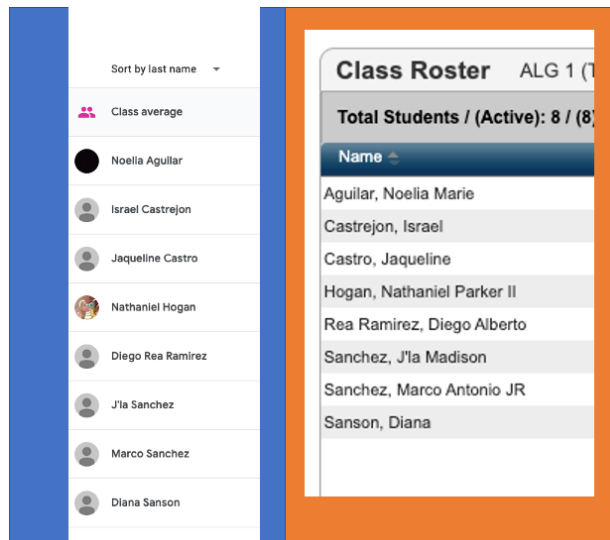 Sort by last name
Class average
Noelia Aguilar
Israel Castrejon
Jaqueline Castro
Nathaniel Hogan
Diego Rea Ramirez
J'la Sanchez
Marco Sanchez
Diana Sanson
Class Roster ALG 1 (T
Total Students / (Active): 8 / (8)
Name
Aguilar, Noelia Marie
Castrejon, Israel
Castro, Jaqueline
Hogan, Nathaniel Parker II
Rea Ramirez, Diego Alberto
Sanchez, J'la Madison
Sanchez, Marco Antonio JR
Sanson, Diana